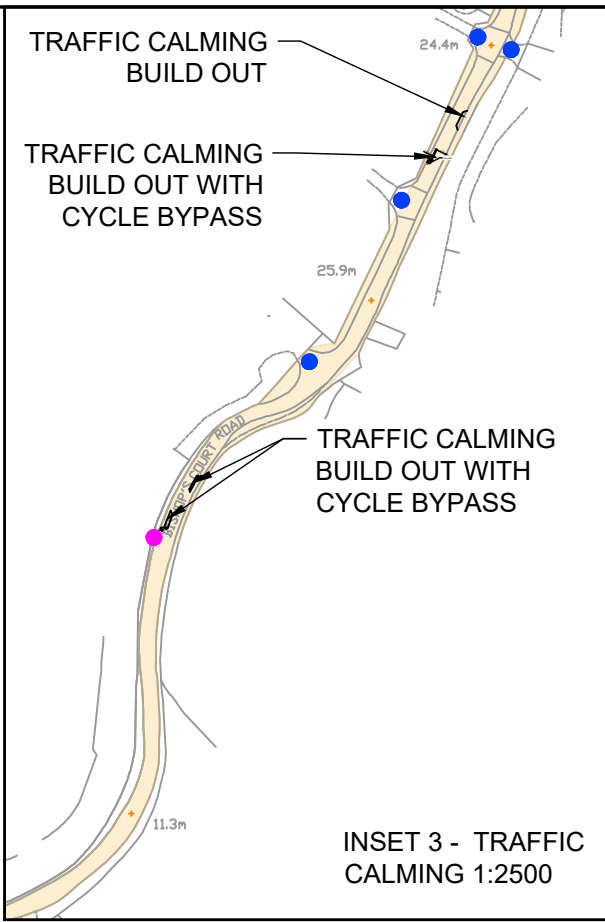 TRAFFIC CALMING
BUILD OUT
24.4m
TRAFFIC CALMING
BUILD OUT WITH
CYCLE BYPASS
25.9m
BISHOP'S COURT ROAD
TRAFFIC CALMING
BUILD OUT WITH
CYCLE BYPASS
11.3m
INSET 3 - TRAFFIC
CALMING 1:2500